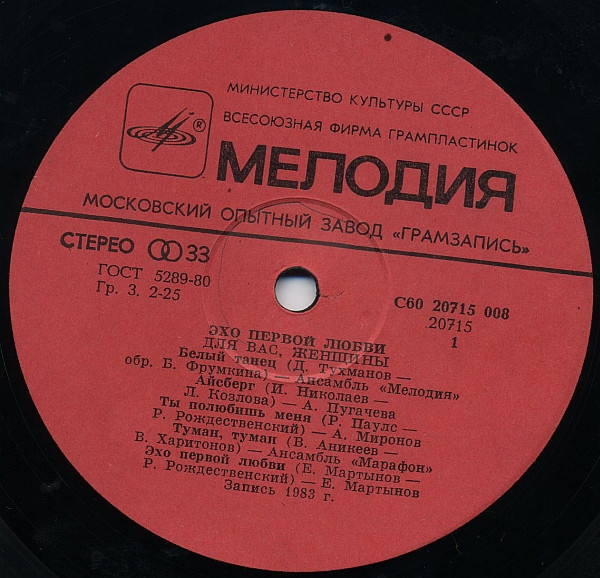 МИНИСТЕРСТВО КУЛЬТУРЫ СССР
ВСЕСОЮЗНАЯ ФИРМА ГРАМПЛАСТИНОК
®
МЕЛОДИЯ
МОСКОВСКИЙ ОПЫТНЫЙ ЗАВОД «ГРАМЗАПИСЬ»
СТЕРЕО 33
ГОСТ 5289-80
Гр. 3. 2-25
С60 20715 008
20715
1
ЭХО ПЕРВОЙ ЛЮБВИ
ДЛЯ ВАС, ЖЕНЩИНЫ
Белый танец (Д. Тухманов —
обр. Б. Фрумкина) — Ансамбль «Мелодия»
Айсберг (И. Николаев —
Л. Козлова) — А. Пугачева
Ты полюбишь меня (Р. Паулс —
Р. Рождественский) — А. Миронов
Туман, туман (В. Аникеев —
В. Харитонов) — Ансамбль «Марафон»
Эхо первой любви (Е. Мартынов —
Р. Рождественский) — Е. Мартынов
Запись 1983 г.